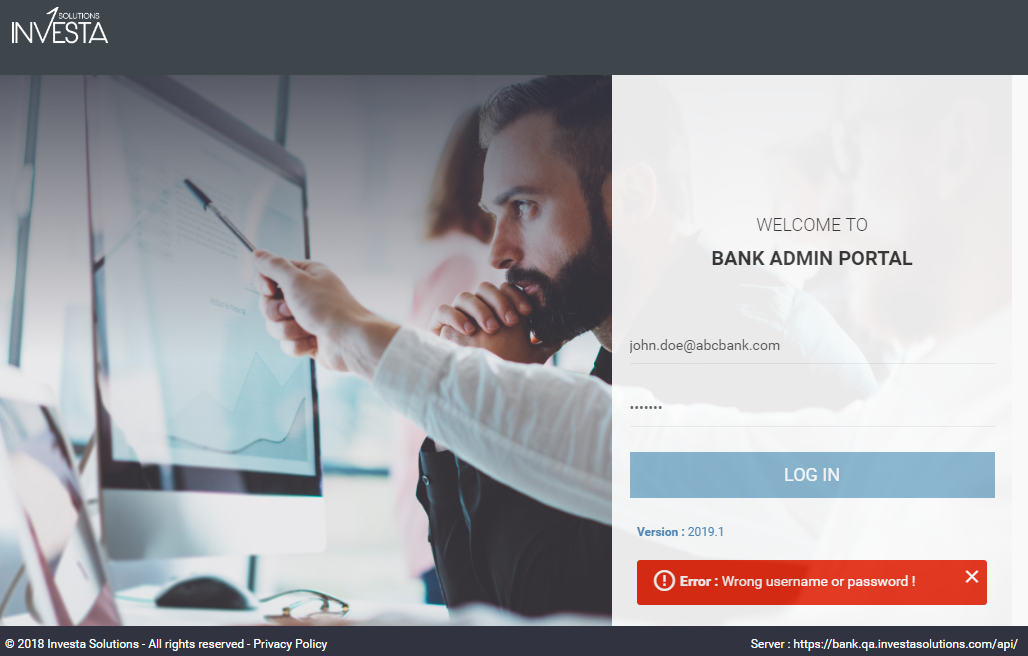 SOLUTIONS
INVESTA
WELCOME TO
BANK ADMIN PORTAL
john.doe@abcbank.com
•••••••
LOG IN
Version : 2019.1
Error : Wrong username or password !
© 2018 Investa Solutions - All rights reserved - Privacy Policy
Server : https://bank.qa.investasolutions.com/api/